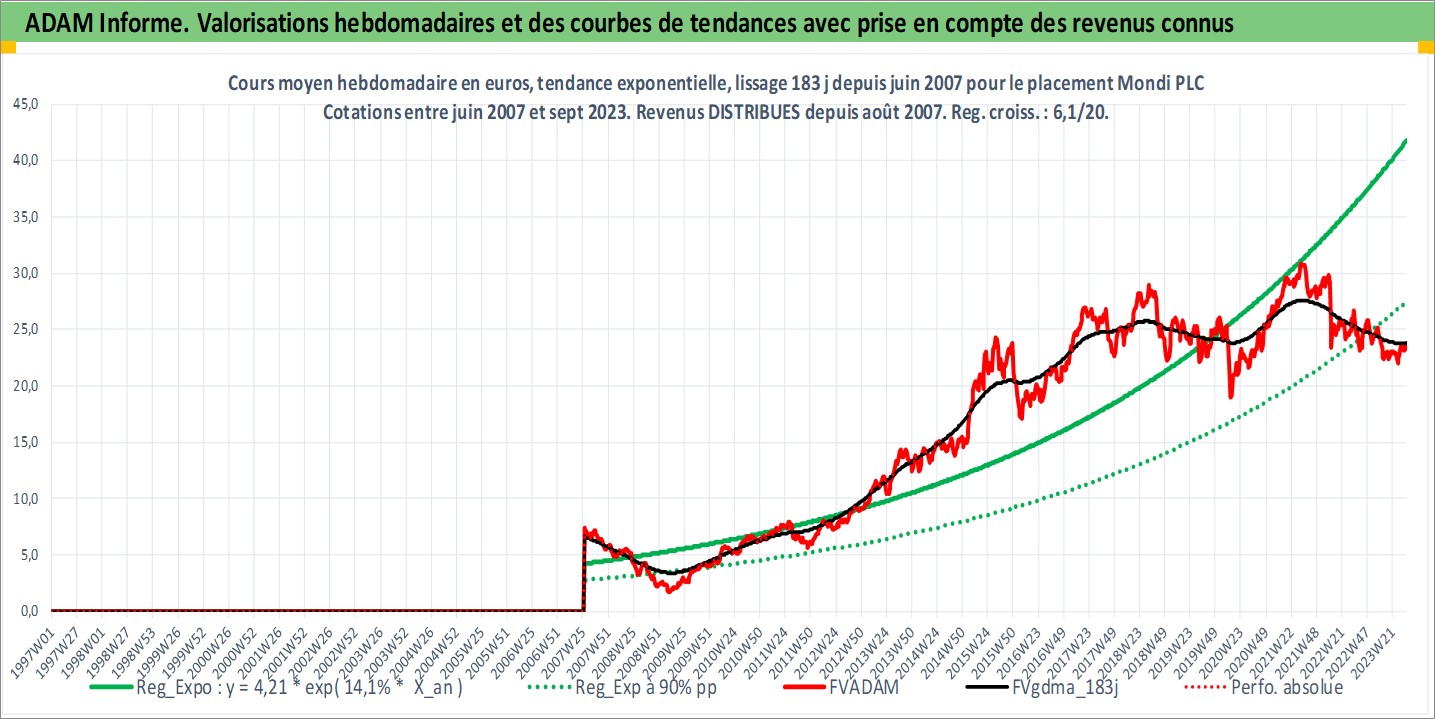 ADAM Informe. Valorisations hebdomadaires et des courbes de tendances avec prise en compte des revenus connus
Cours moyen hebdomadaire en euros, tendance exponentielle, lissage 183 j depuis juin 2007 pour le placement Mondi PLC
Cotations entre juin 2007 et sept 2023. Revenus DISTRIBUES depuis août 2007. Reg. croiss. : 6,1/20.
45,0
40,0
35,0
30,0
25,0
20,0
15,0
10,0
5,0
0,0
1997W01
1997W27
1998W01
1998W27
1998W53
1999W26
1999W52
2000W26
2000W52
2001W26
2001W52
2002W26
2002W52
2003W26
2003W52
2004W26
2004W52
2005W25
2005W51
2006W25
2006W51
2007W25
2007W51
2008W25
2008W51
2009W25
2009W51
2010W24
2010W50
2011W24
2011W50
2012W24
2012W50
2013W24
2013W50
2014W24
2014W50
2015W24
2015W50
2016W23
2016W49
2017W23
2017W49
2018W23
2018W49
2019W23
2019W49
2020W23
2020W49
2021W22
2021W48
2022W21
2022W47
2023W21
Reg_Expo : y = 4,21 * exp( 14,1% * X_an )
Reg_Exp à 90% pp
FVADAM
FVgdma_183j
Perfo. absolue